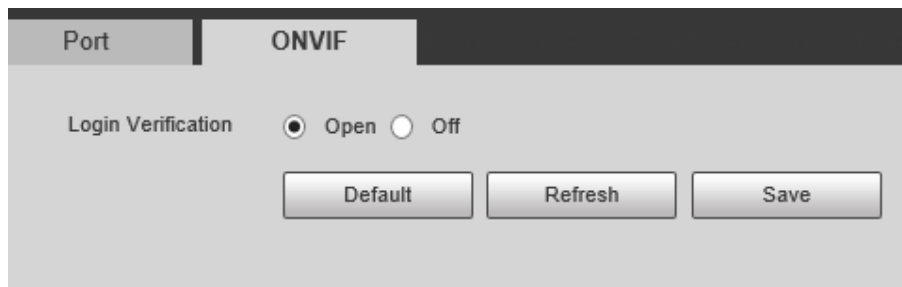 Port ONVIF
Login Verification Open Off
Default Refresh Save